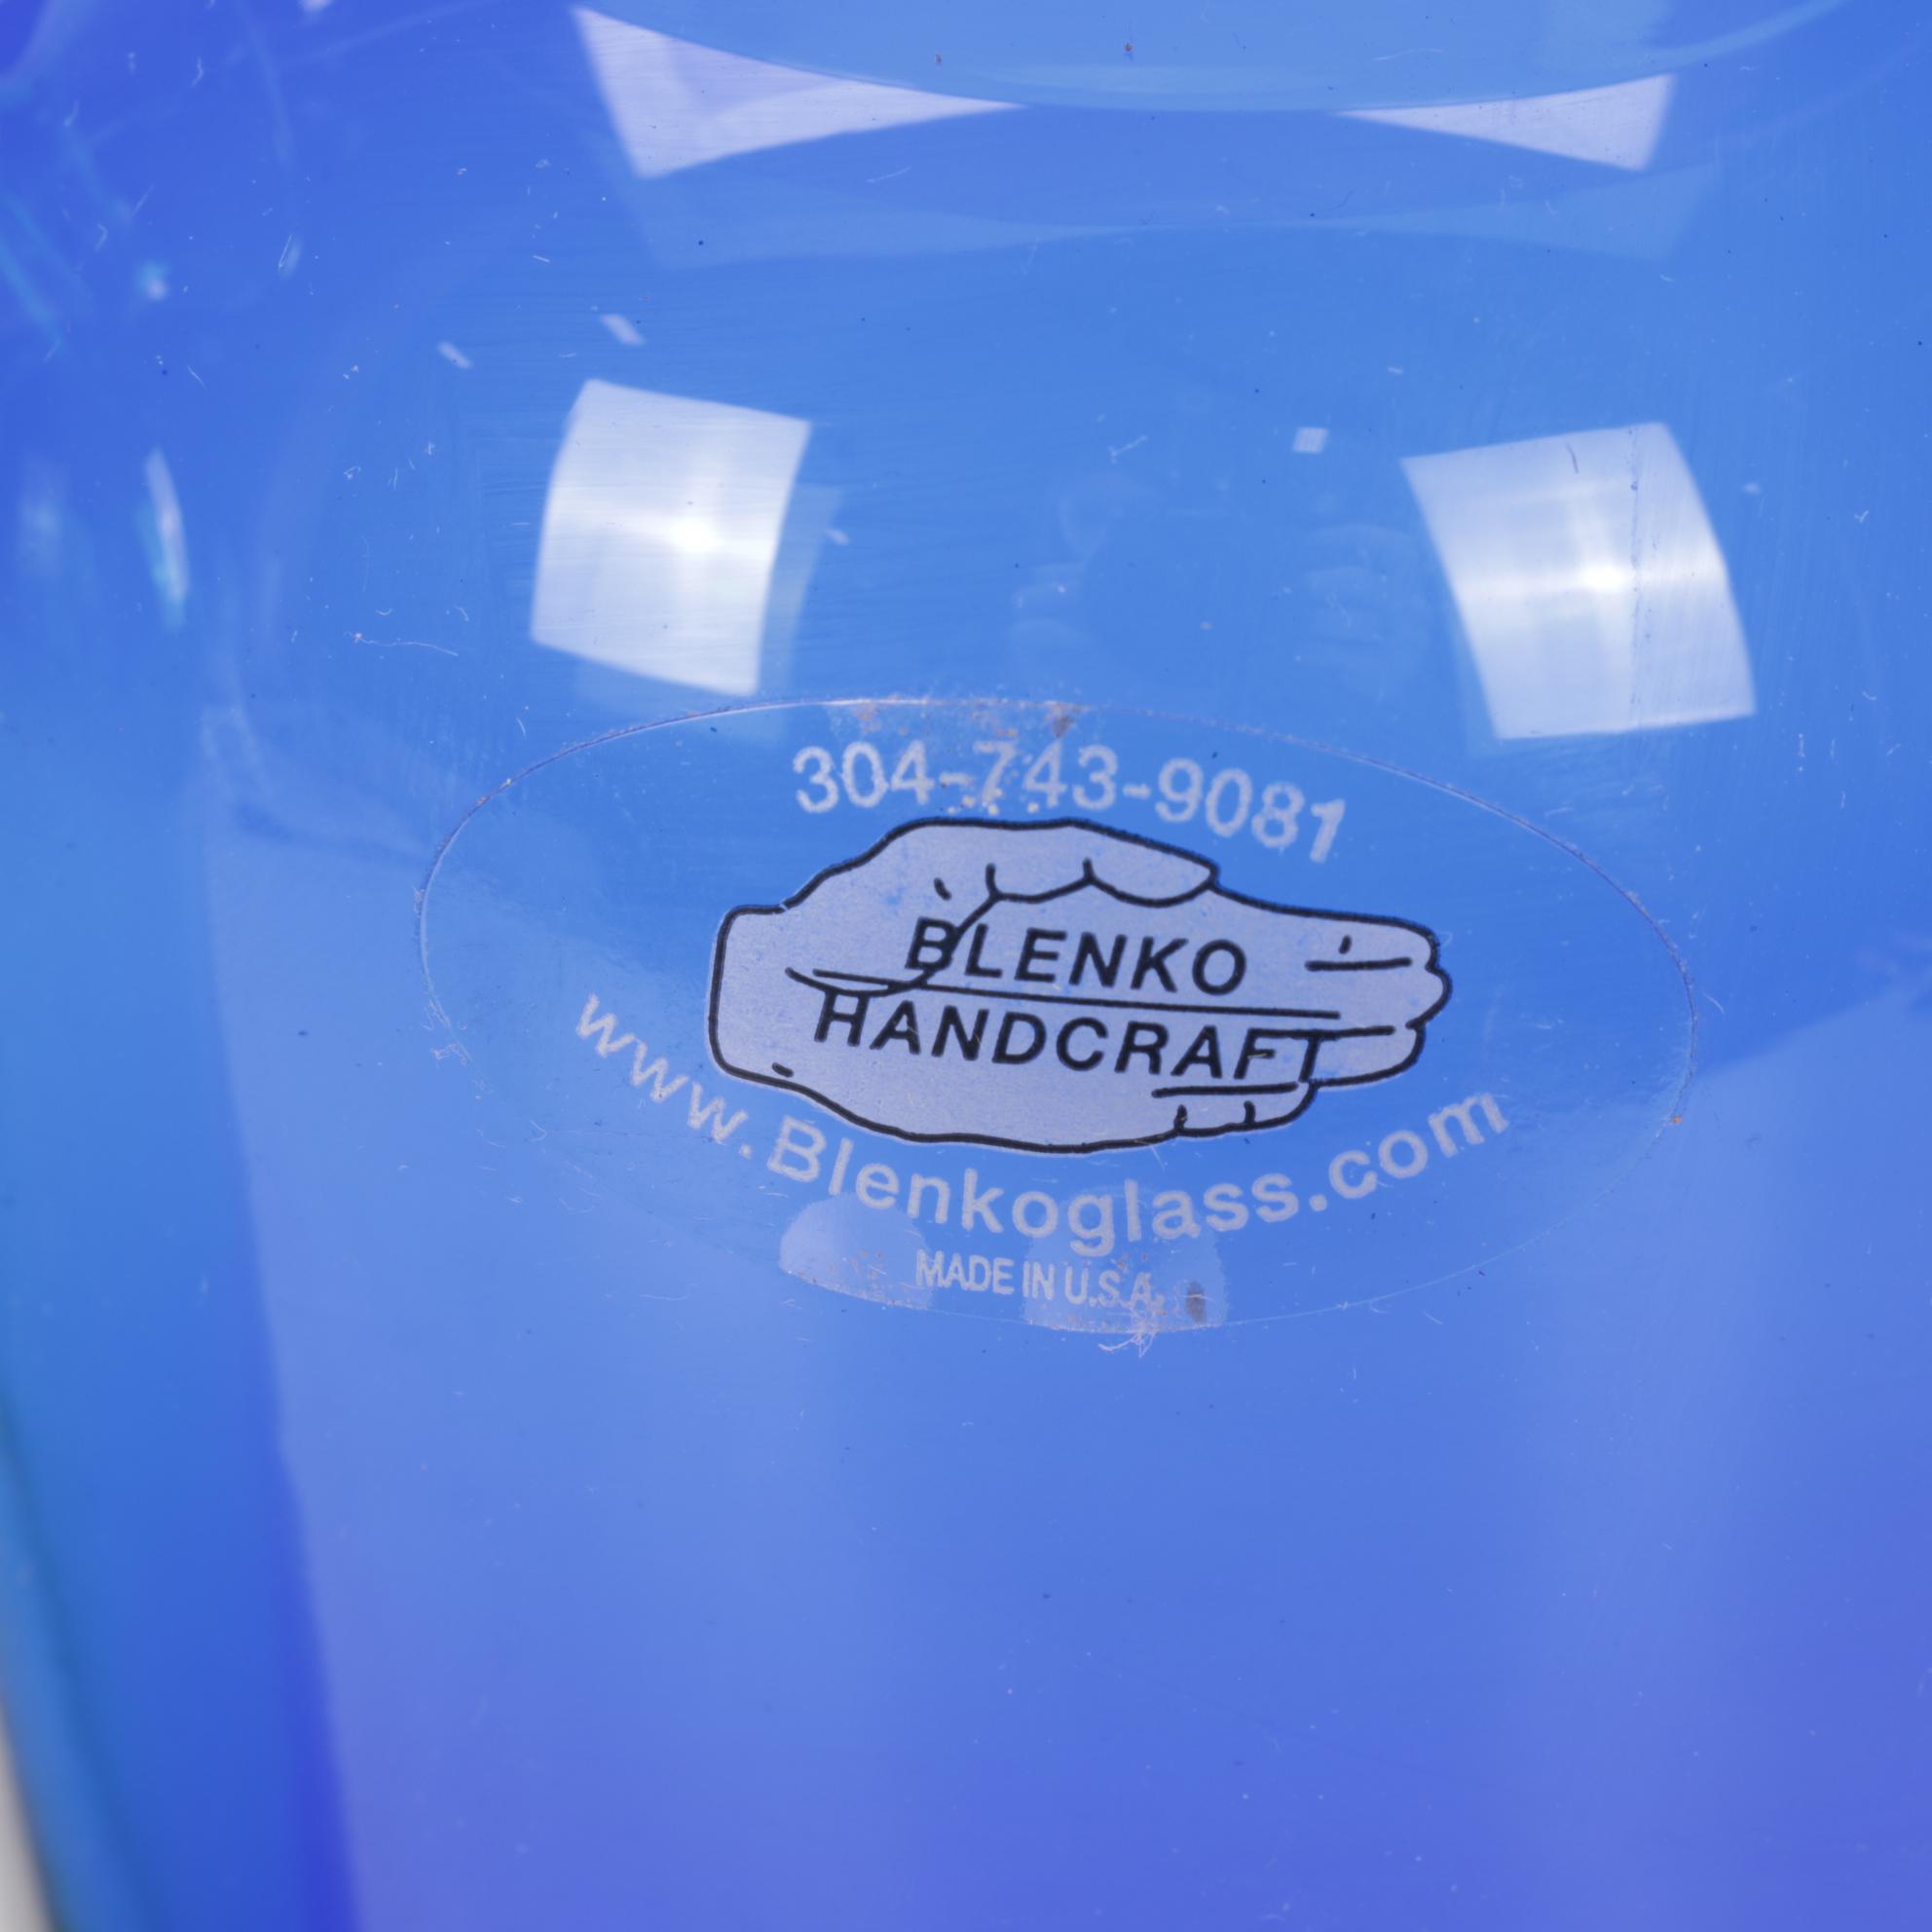 304-743-9081
BLENKO
HANDCRAFT
www.Blenkoglass.com
MADE IN U.S.A.